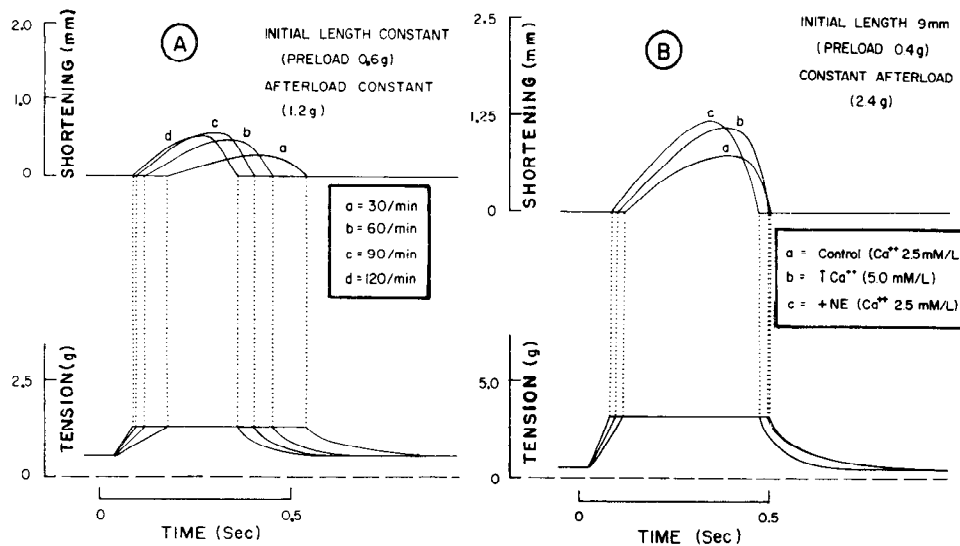 SHORTENING (mm)
2.0
1.0
0
A
INITIAL LENGTH CONSTANT
(PRELOAD 0.6g)
AFTERLOAD CONSTANT
(1.2g)
d
c
b
a
a = 30/min
b = 60/min
c = 90/min
d = 120/min
TENSION(g)
2.5
0
0
0.5
TIME (Sec)
SHORTENING (mm)
2.5
1.25
0
B
INITIAL LENGTH 9mm
(PRELOAD 0.4g)
CONSTANT AFTERLOAD
(2.4g)
c
b
a
a = Control (Ca++ 2.5mM/L)
b = ↑ Ca++ (5.0 mM/L)
c = +NE (Ca++ 2.5 mM/L)
TENSION (g)
5.0
0
0
0.5
TIME (Sec)